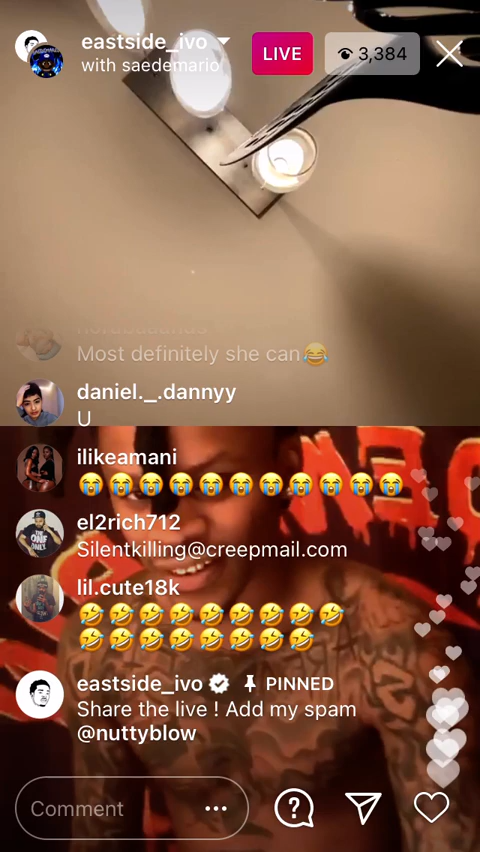 eastside_ivo
LIVE
3,384
with saedemario
Most definitely she can😂
daniel._.dannyy
U
ilikeamani
😭😭😭😭😭😭😭😭😭😭😭
el2rich712
Silentkilling@creepmail.com
lil.cute18k
🤣🤣🤣🤣🤣🤣🤣🤣🤣
🤣🤣🤣🤣🤣🤣🤣🤣
eastside_ivo PINNED
Share the live ! Add my spam
@nuttyblow
Comment